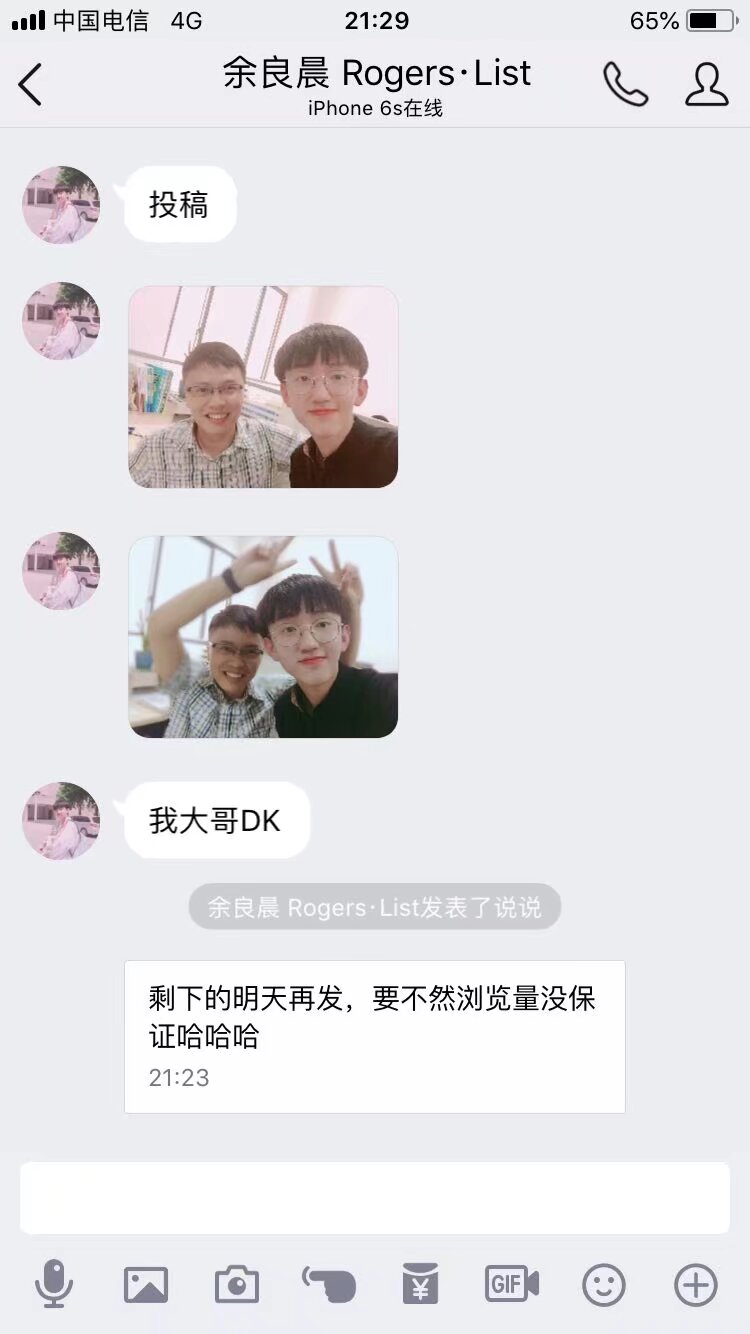 中国电信 4G 21:29 65%
余良晨 Rogers·List
iPhone 6s在线
投稿
我大哥DK
余良晨 Rogers·List发表了说说
剩下的明天再发，要不然浏览量没保
证哈哈哈
21:23
¥
GIF